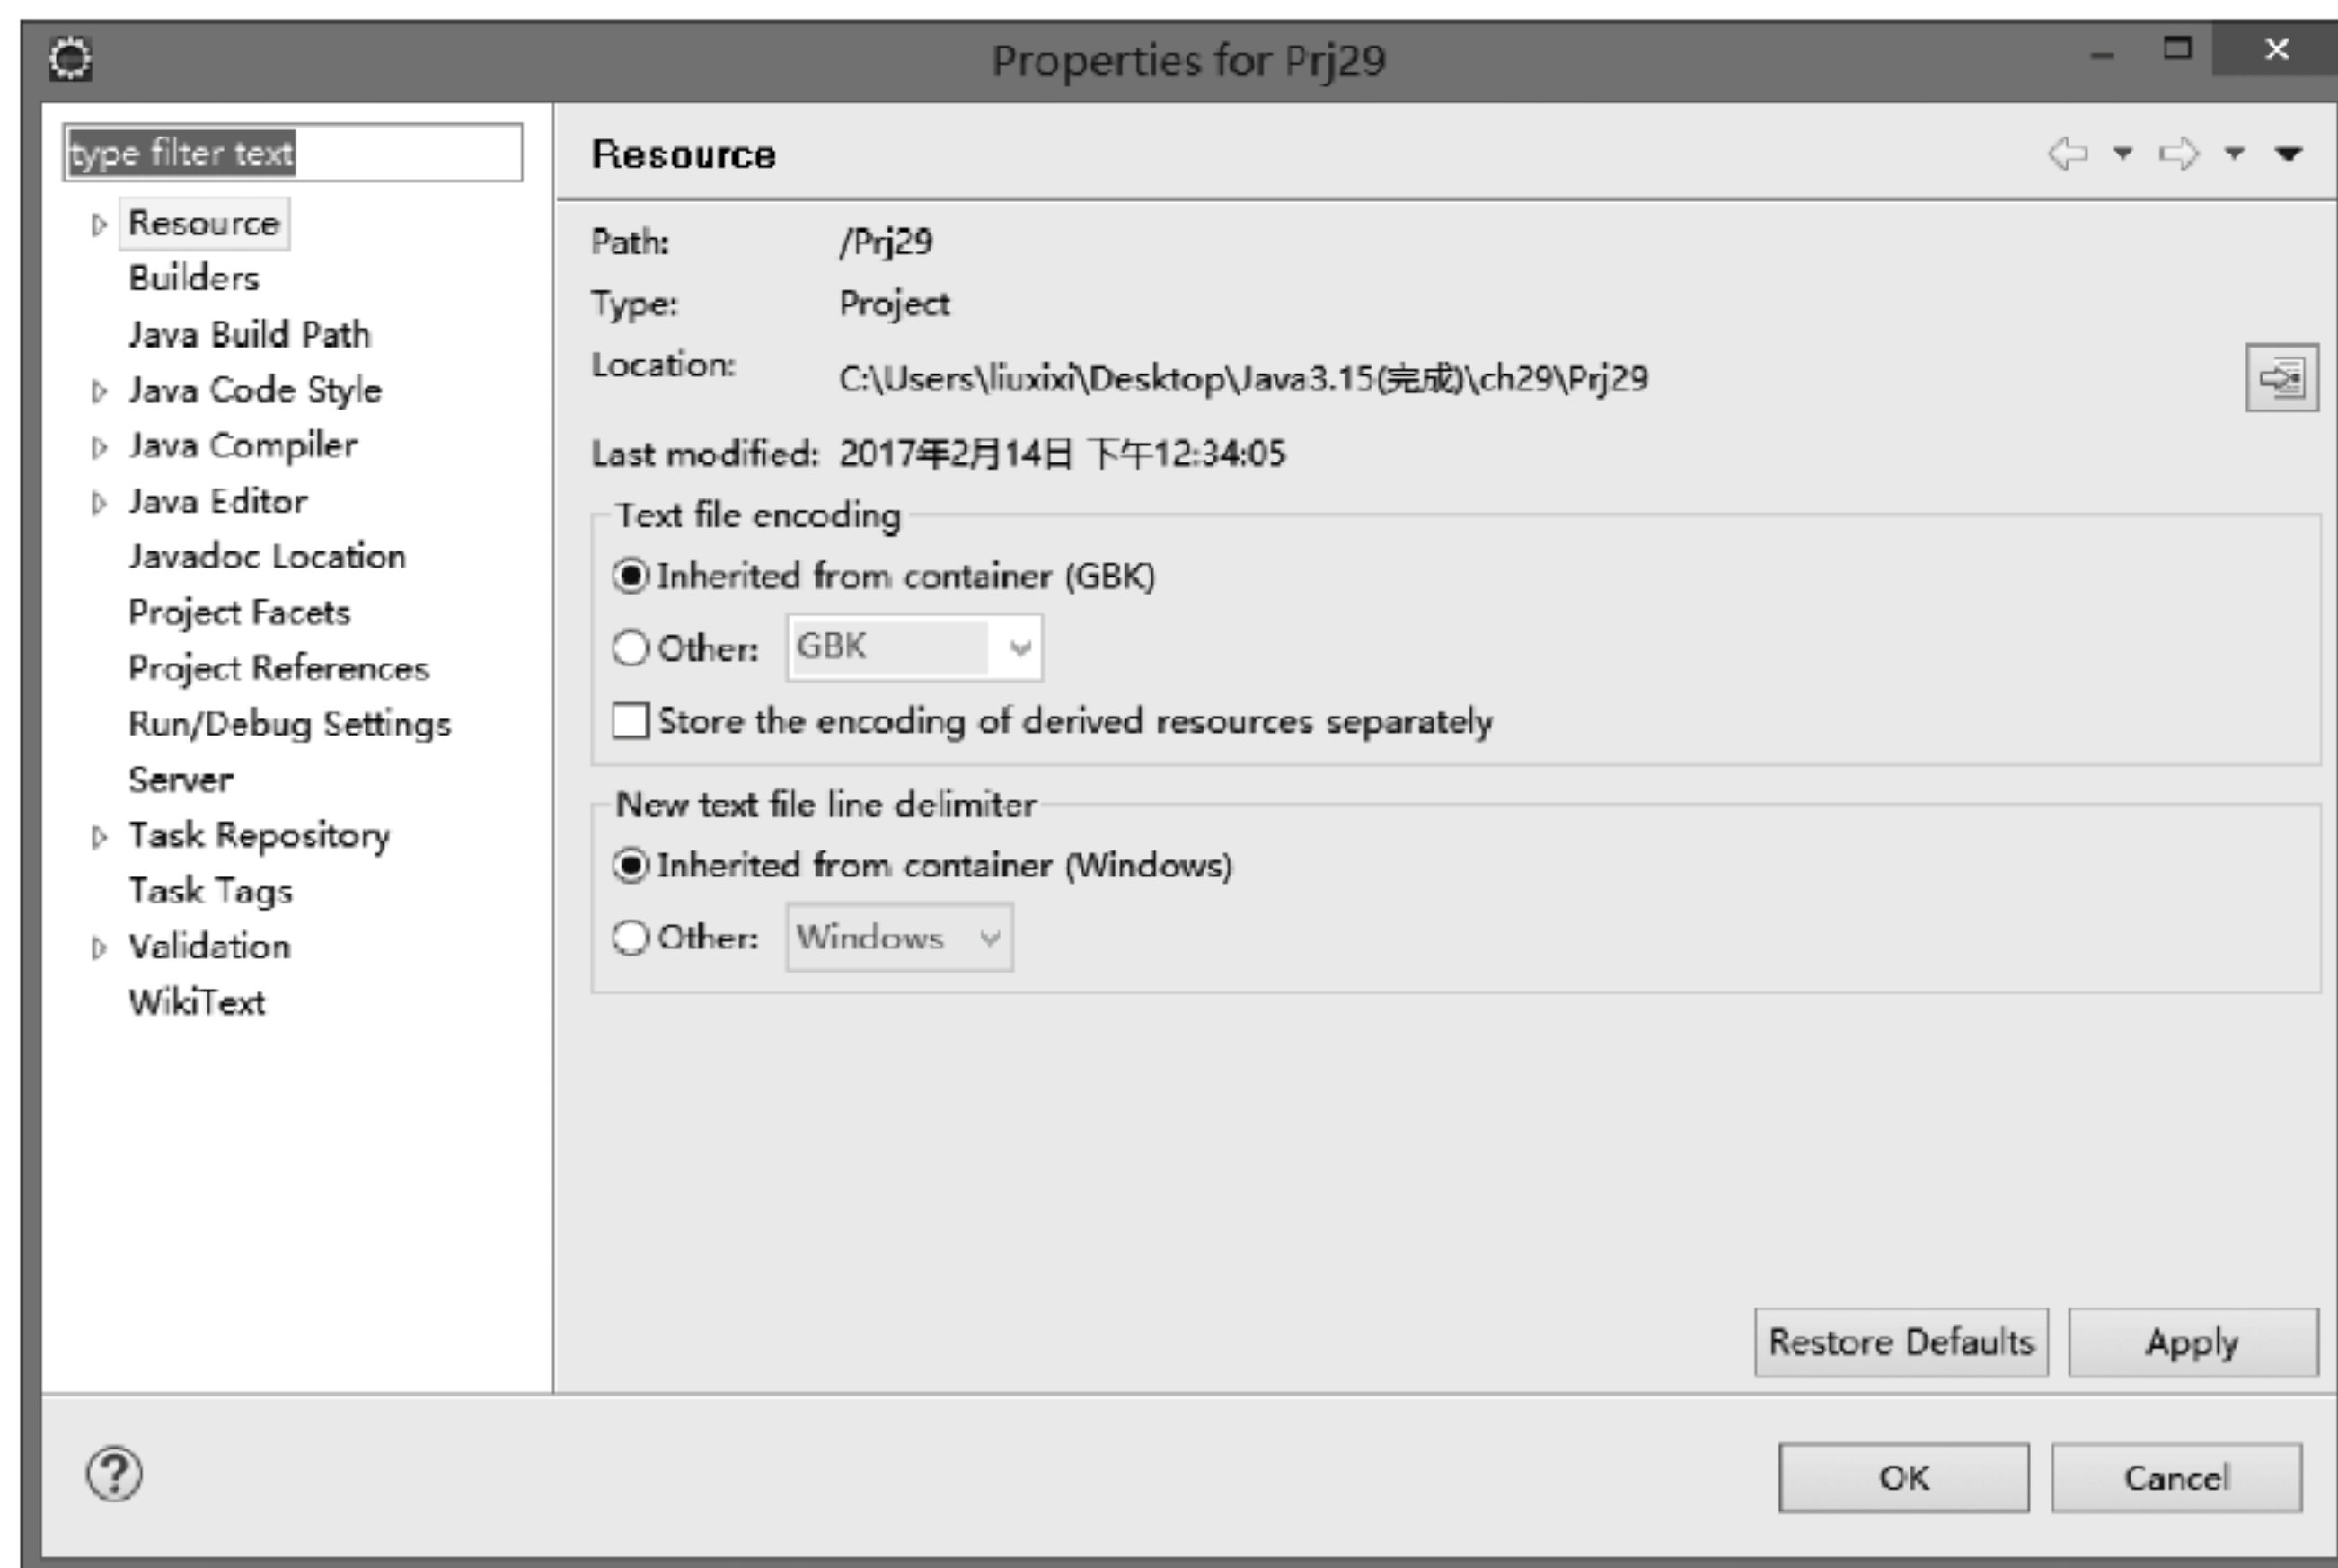 Properties for Prj29
type filter text
Resource
Builders
Java Build Path
Java Code Style
Java Compiler
Java Editor
Javadoc Location
Project Facets
Project References
Run/Debug Settings
Server
Task Repository
Task Tags
Validation
WikiText
Resource
Path: /Prj29
Type: Project
Location: C:\Users\liuxixi\Desktop\Java3.15(完成)\ch29\Prj29
Last modified: 2017年2月14日 下午12:34:05
Text file encoding
Inherited from container (GBK)
Other: GBK
Store the encoding of derived resources separately
New text file line delimiter
Inherited from container (Windows)
Other: Windows
Restore Defaults Apply
OK Cancel